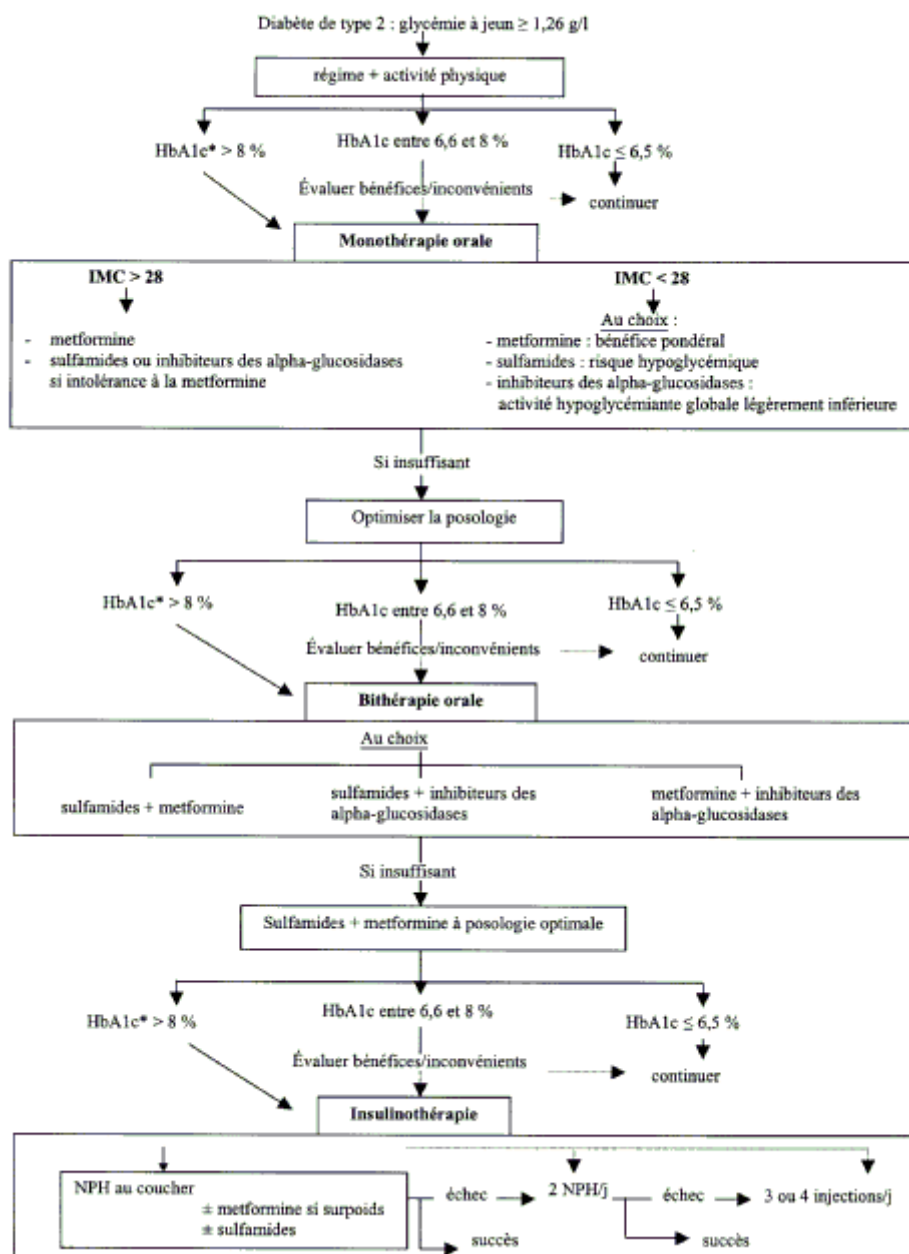 Diabète de type 2 : glycémie à jeun ≥ 1,26 g/l
régime + activité physique
HbA1c* > 8 %
HbA1c entre 6,6 et 8 %
HbA1c ≤ 6,5 %
Évaluer bénéfices/inconvénients
continuer
Monothérapie orale
IMC > 28
- metformine
- sulfamides ou inhibiteurs des alpha-glucosidases
si intolérance à la metformine
IMC < 28
Au choix :
- metformine : bénéfice pondéral
- sulfamides : risque hypoglycémique
- inhibiteurs des alpha-glucosidases :
activité hypoglycémiante globale légèrement inférieure
Si insuffisant
Optimiser la posologie
HbA1c* > 8 %
HbA1c entre 6,6 et 8 %
HbA1c ≤ 6,5 %
Évaluer bénéfices/inconvénients
continuer
Bithérapie orale
Au choix
sulfamides + metformine
sulfamides + inhibiteurs des
alpha-glucosidases
metformine + inhibiteurs des
alpha-glucosidases
Si insuffisant
Sulfamides + metformine à posologie optimale
HbA1c* > 8 %
HbA1c entre 6,6 et 8 %
HbA1c ≤ 6,5 %
Évaluer bénéfices/inconvénients
continuer
Insulinothérapie
NPH au coucher
± metformine si surpoids
± sulfamides
échec
succès
2 NPH/j
échec
succès
3 ou 4 injections/j